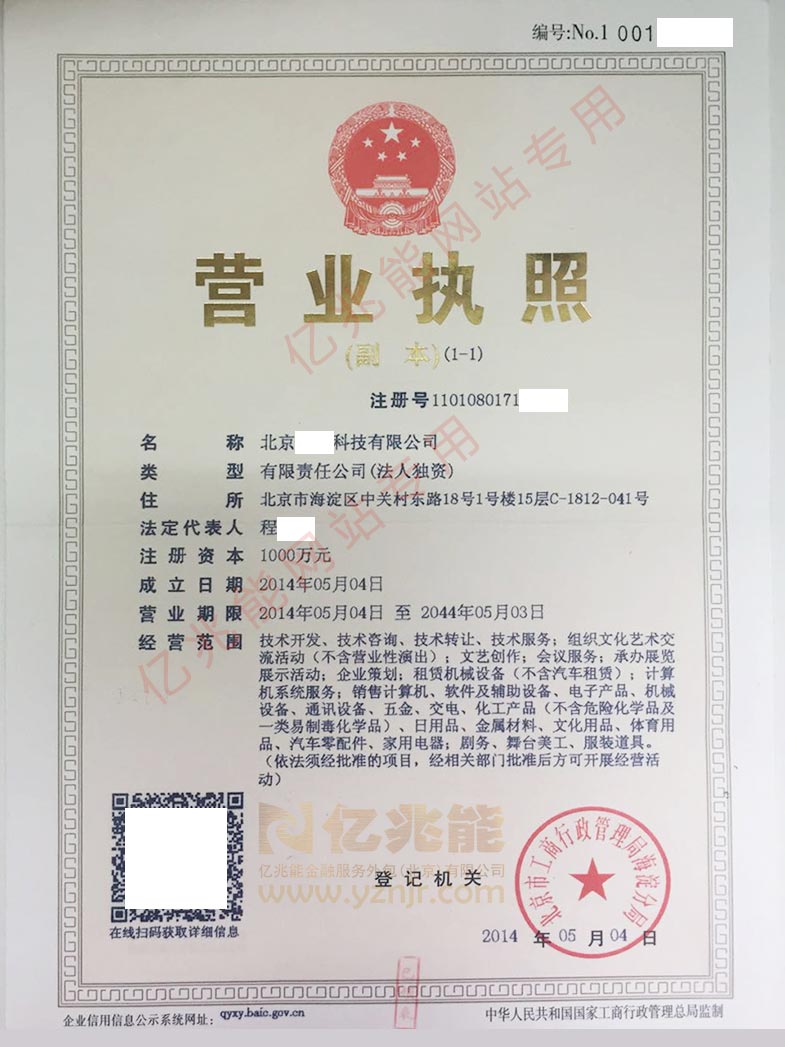 编号:No.1 001
营业执照
(副 本)(1-1)
注册号1101080171
名 称 北京 科技有限公司
类 型 有限责任公司(法人独资)
住 所 北京市海淀区中关村东路18号1号楼15层C-1812-041号
法定代表人 程
注册资本 1000万元
成立日期 2014年05月04日
营业期限 2014年05月04日 至 2044年05月03日
经营范围 技术开发、技术咨询、技术转让、技术服务；组织文化艺术交
流活动（不含营业性演出）；文艺创作；会议服务；承办展览
展示活动；企业策划；租赁机械设备（不含汽车租赁）；计算
机系统服务；销售计算机、软件及辅助设备、电子产品、机械
设备、通讯设备、五金、交电、化工产品（不含危险化学品及
一类易制毒化学品）、日用品、金属材料、文化用品、体育用
品、汽车零配件、家用电器；剧务、舞台美工、服装道具。
（依法须经批准的项目，经相关部门批准后方可开展经营活
动）
亿兆能
亿兆能金融服务外包(北京)有限公司
www.yznjr.com
登记机关
北京市工商行政管理局海淀分局
2014 年 05 月 04 日
在线扫码获取详细信息
企业信用信息公示系统网址: qyxy.baic.gov.cn
中华人民共和国国家工商行政管理总局监制
亿兆能网站专用
亿兆能网站专用